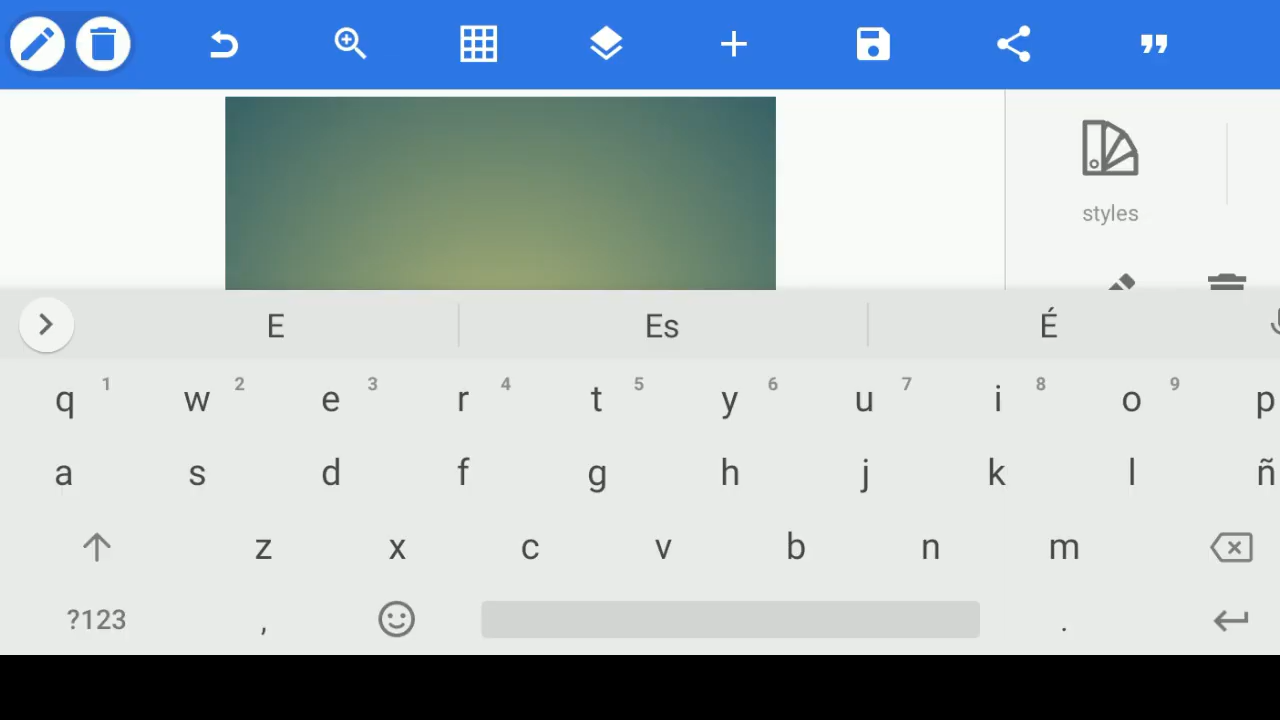 styles
E Es É
q 1 w 2 e 3 r 4 t 5 y 6 u 7 i 8 o 9 p
a s d f g h j k l ñ
z x c v b n m
?123 , .